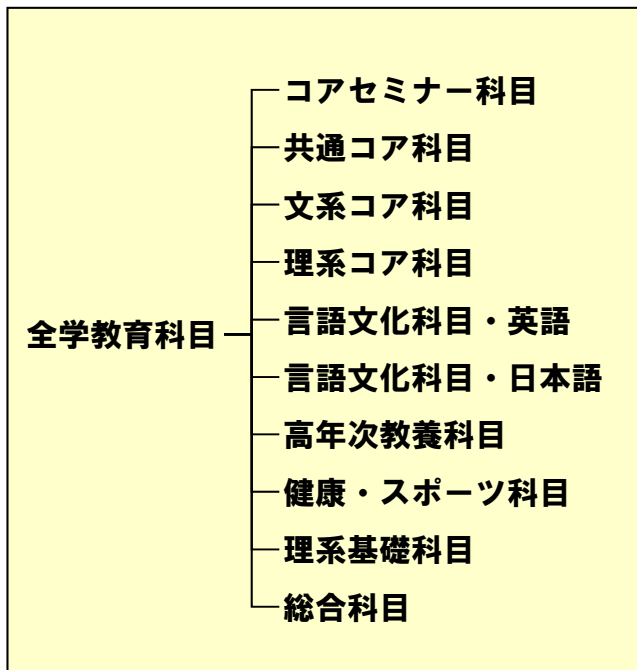 コアセミナー科目
共通コア科目
文系コア科目
理系コア科目
全学教育科目
言語文化科目・英語
言語文化科目・日本語
高年次教養科目
健康・スポーツ科目
理系基礎科目
総合科目